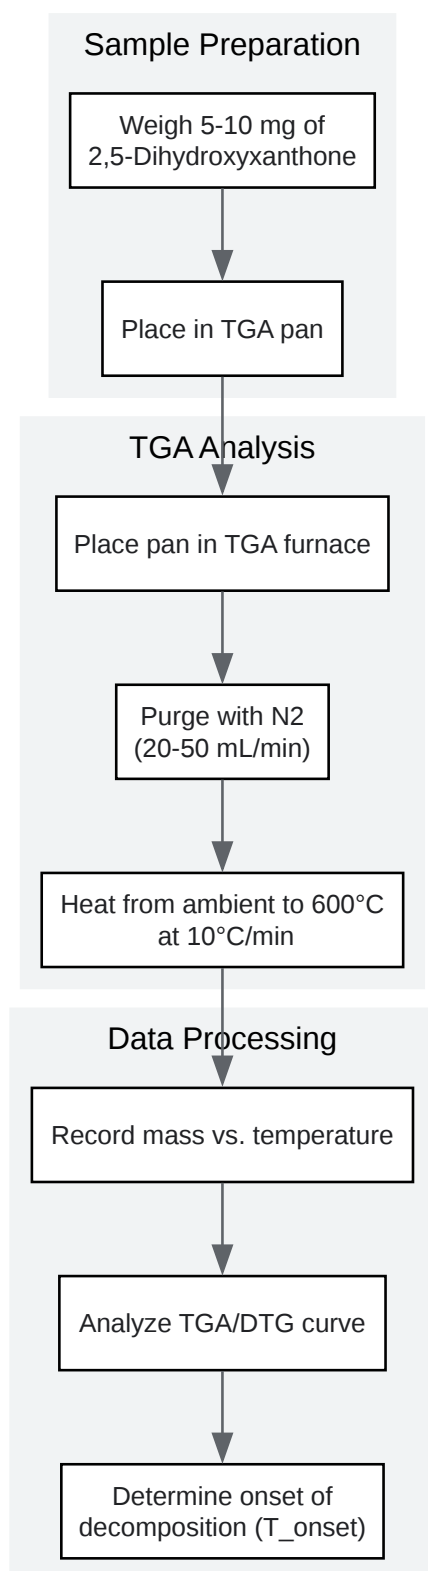 Sample Preparation
Weigh 5-10 mg of
2,5-Dihydroxyxanthone
Place in TGA pan
TGA Analysis
Place pan in TGA furnace
Purge with N2
(20-50 mL/min)
Heat from ambient to 600°C
at 10°C/min
Data Processing
Record mass vs. temperature
Analyze TGA/DTG curve
Determine onset of
decomposition (T_onset)